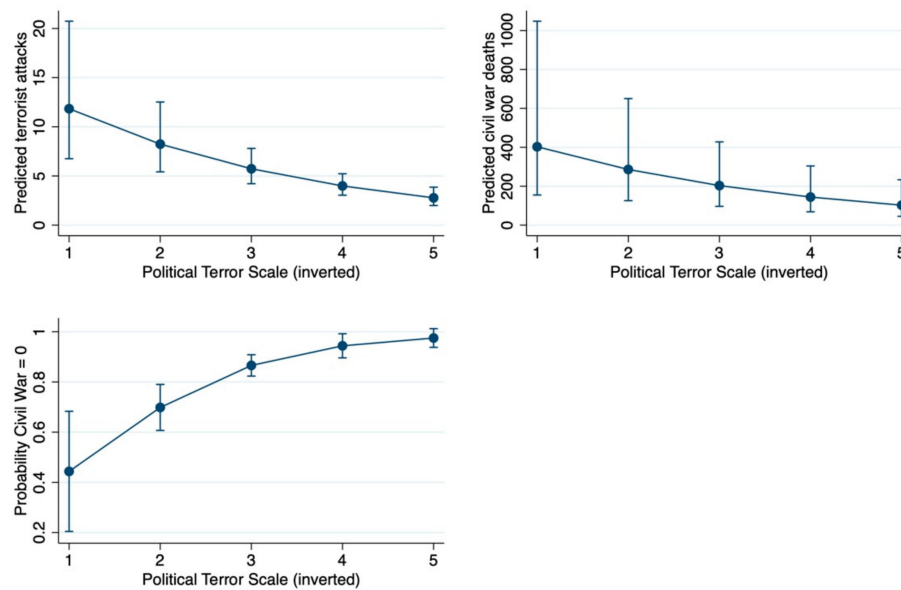 Predicted terrorist attacks
20
15
10
5
0
1 2 3 4 5
Political Terror Scale (inverted)
Predicted civil war deaths
1000
800
600
400
200
0
1 2 3 4 5
Political Terror Scale (inverted)
Probability Civil War = 0
1
0.8
0.6
0.4
0.2
1 2 3 4 5
Political Terror Scale (inverted)